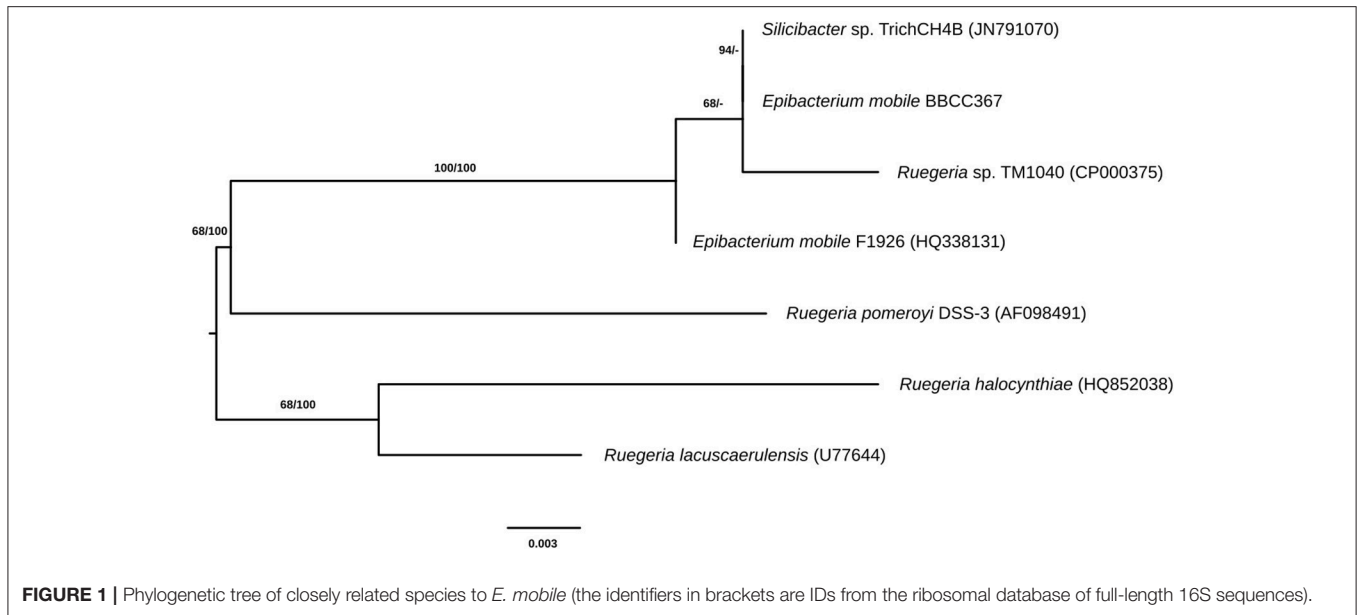 Silicibacter sp. TrichCH4B (JN791070)
94/-
Epibacterium mobile BBCC367
68/-
Ruegeria sp. TM1040 (CP000375)
100/100
68/100
Epibacterium mobile F1926 (HQ338131)
Ruegeria pomeroyi DSS-3 (AF098491)
Ruegeria halocynthiae (HQ852038)
68/100
Ruegeria lacuscaerulensis (U77644)
0.003
FIGURE 1 | Phylogenetic tree of closely related species to E. mobile (the identifiers in brackets are IDs from the ribosomal database of full-length 16S sequences).